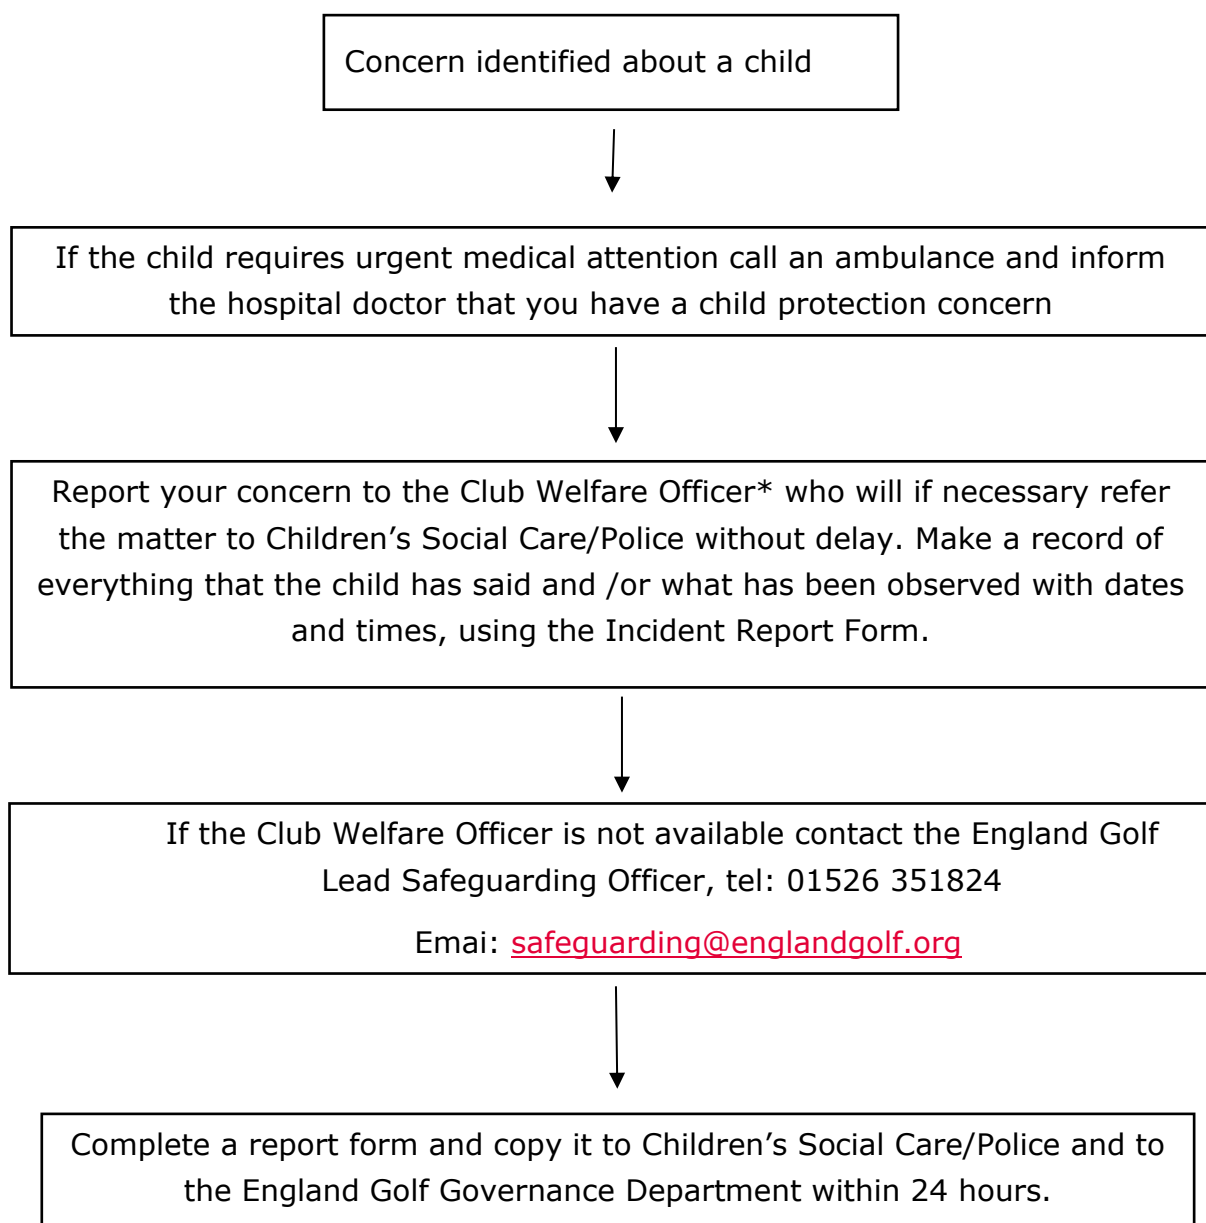 Concern identified about a child
If the child requires urgent medical attention call an ambulance and inform
the hospital doctor that you have a child protection concern
Report your concern to the Club Welfare Officer* who will if necessary refer
the matter to Children’s Social Care/Police without delay. Make a record of
everything that the child has said and /or what has been observed with dates
and times, using the Incident Report Form.
If the Club Welfare Officer is not available contact the England Golf
Lead Safeguarding Officer, tel: 01526 351824
Emai: safeguarding@englandgolf.org
Complete a report form and copy it to Children’s Social Care/Police and to
the England Golf Governance Department within 24 hours.